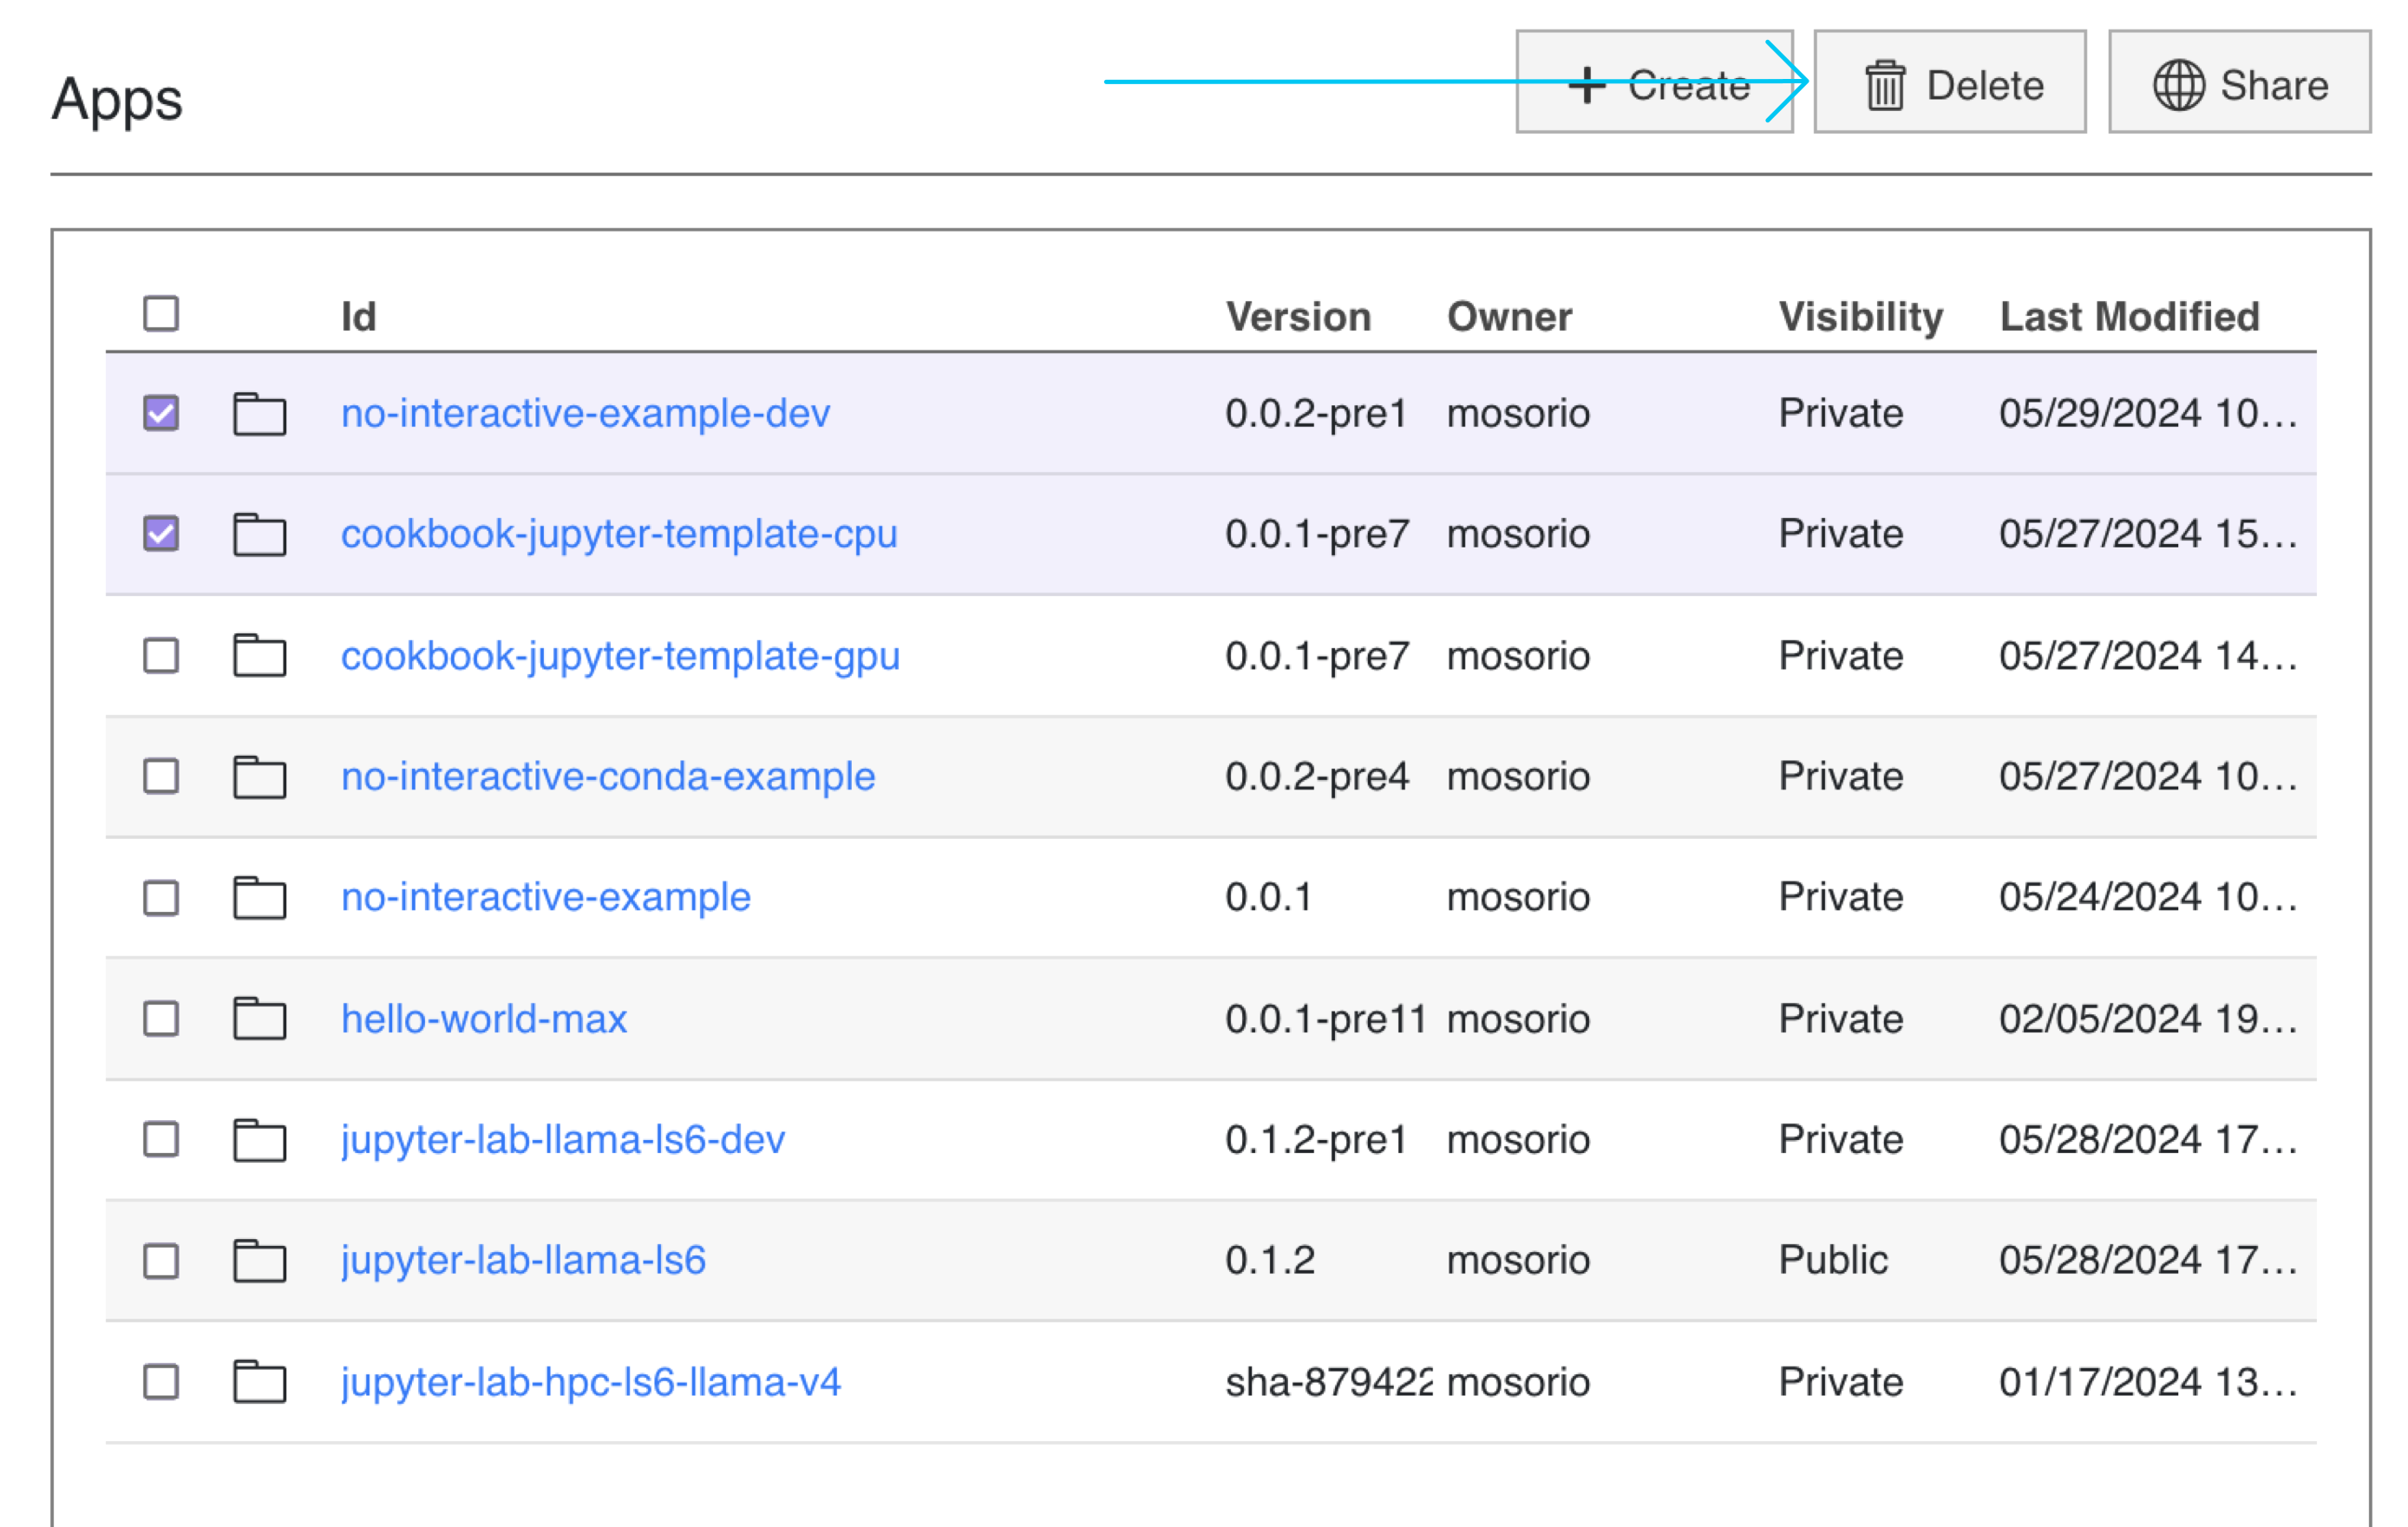 Apps
Create
Delete
Share
Id Version Owner Visibility Last Modified
no-interactive-example-dev 0.0.2-pre1 mosorio Private 05/29/2024 10...
cookbook-jupyter-template-cpu 0.0.1-pre7 mosorio Private 05/27/2024 15...
cookbook-jupyter-template-gpu 0.0.1-pre7 mosorio Private 05/27/2024 14...
no-interactive-conda-example 0.0.2-pre4 mosorio Private 05/27/2024 10...
no-interactive-example 0.0.1 mosorio Private 05/24/2024 10...
hello-world-max 0.0.1-pre11 mosorio Private 02/05/2024 19...
jupyter-lab-llama-ls6-dev 0.1.2-pre1 mosorio Private 05/28/2024 17...
jupyter-lab-llama-ls6 0.1.2 mosorio Public 05/28/2024 17...
jupyter-lab-hpc-ls6-llama-v4 sha-879422 mosorio Private 01/17/2024 13...